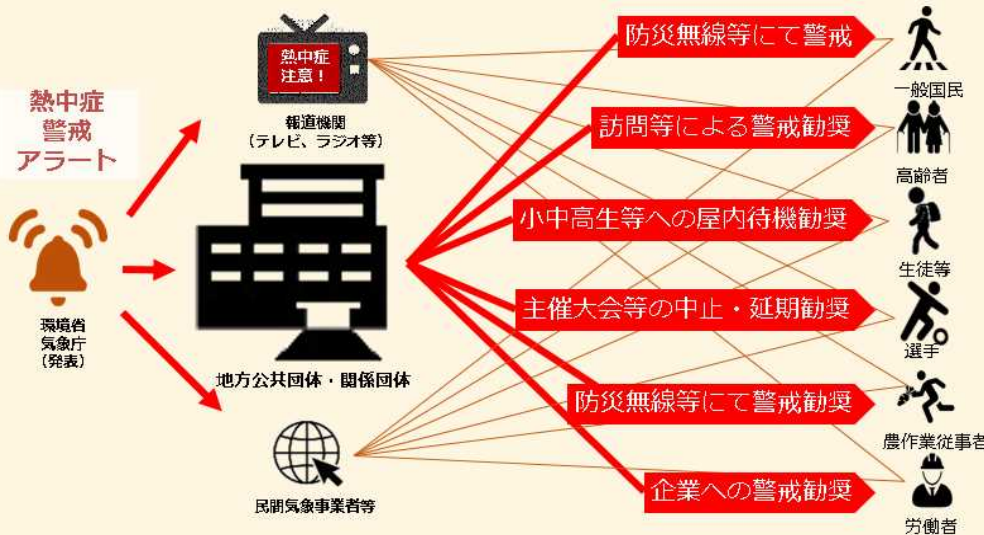 熱中症
警戒
アラート
環境省
気象庁
(発表)
熱中症
注意!
報道機関
(テレビ、ラジオ等)
地方公共団体・関係団体
民間気象事業者等
防災無線等にて警戒
訪問等による警戒勧奨
小中高生等への屋内待機勧奨
主催大会等の中止・延期勧奨
防災無線等にて警戒勧奨
企業への警戒勧奨
一般国民
高齢者
生徒等
選手
農作業従事者
労働者